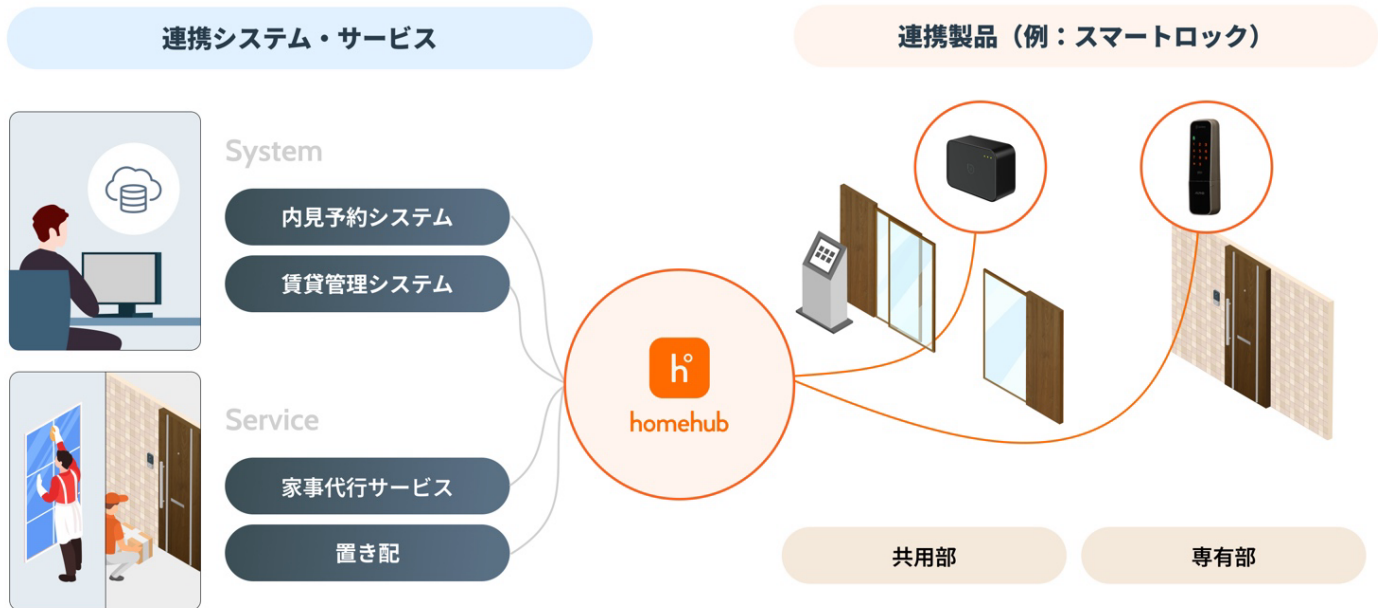 連携システム・サービス
連携製品（例：スマートロック）
System
内見予約システム
賃貸管理システム
Service
家事代行サービス
置き配
h
homehub
共用部
専有部